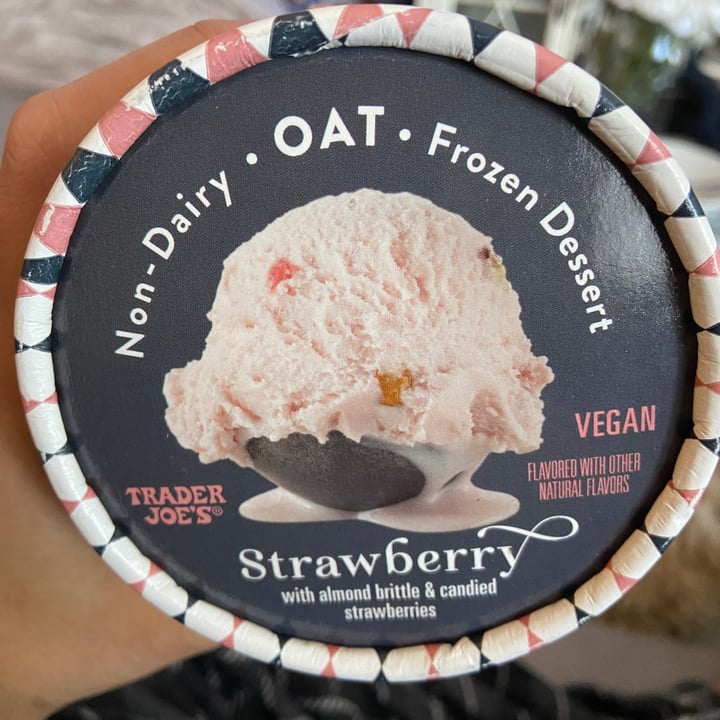 Non-Dairy • OAT • Frozen Dessert
VEGAN
FLAVORED WITH OTHER
NATURAL FLAVORS
TRADER
JOE'S®
Strawberry
with almond brittle & candied
strawberries